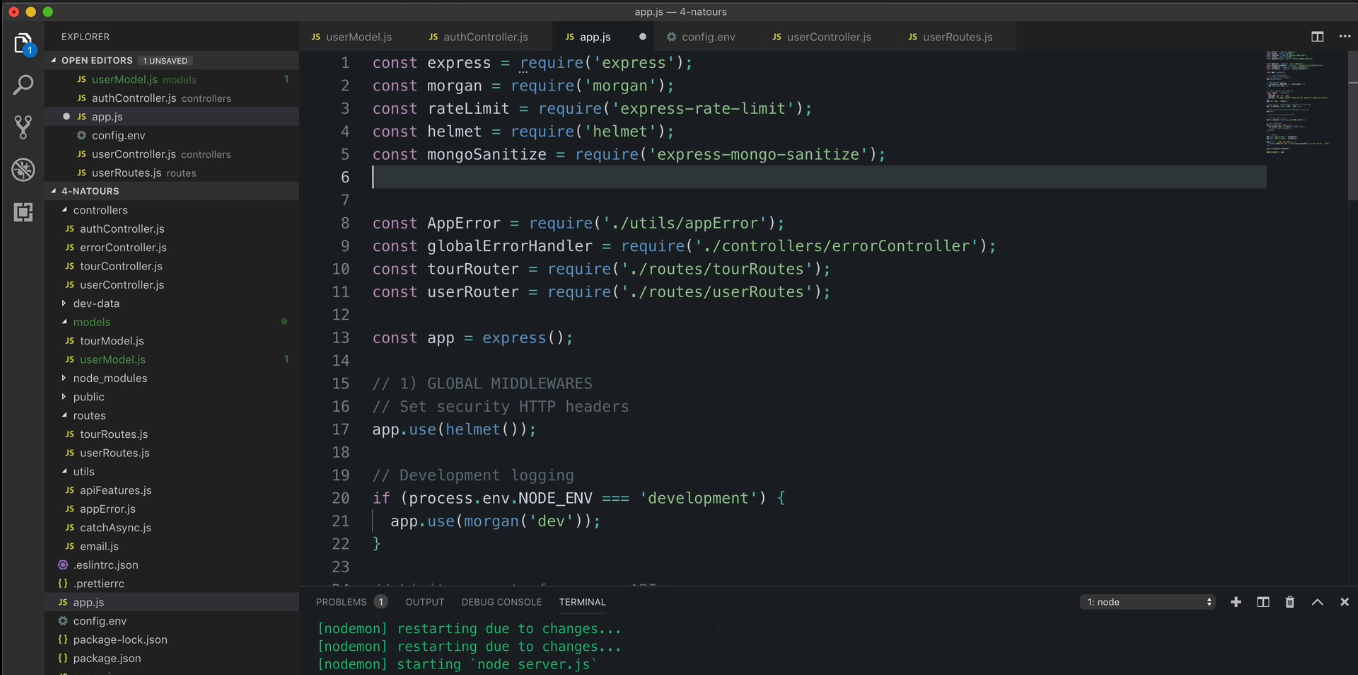 app.js — 4-natours
EXPLORER
OPEN EDITORS 1 UNSAVED
JS userModel.js models 1
JS authController.js controllers
JS app.js
config.env
JS userController.js controllers
JS userRoutes.js routes
4-NATOURS
controllers
JS authController.js
JS errorController.js
JS tourController.js
JS userController.js
dev-data
models
JS tourModel.js
JS userModel.js 1
node_modules
public
routes
JS tourRoutes.js
JS userRoutes.js
utils
JS apiFeatures.js
JS appError.js
JS catchAsync.js
JS email.js
.eslintrc.json
{} .prettierrc
JS app.js
config.env
{} package-lock.json
{} package.json
1
JS userModel.js JS authController.js JS app.js config.env JS userController.js JS userRoutes.js
1 const express = require('express');
2 const morgan = require('morgan');
3 const rateLimit = require('express-rate-limit');
4 const helmet = require('helmet');
5 const mongoSanitize = require('express-mongo-sanitize');
6
7
8 const AppError = require('./utils/appError');
9 const globalErrorHandler = require('./controllers/errorController');
10 const tourRouter = require('./routes/tourRoutes');
11 const userRouter = require('./routes/userRoutes');
12
13 const app = express();
14
15 // 1) GLOBAL MIDDLEWARES
16 // Set security HTTP headers
17 app.use(helmet());
18
19 // Development logging
20 if (process.env.NODE_ENV === 'development') {
21 app.use(morgan('dev'));
22 }
23
PROBLEMS 1 OUTPUT DEBUG CONSOLE TERMINAL 1: node
[nodemon] restarting due to changes...
[nodemon] restarting due to changes...
[nodemon] starting `node server.js`